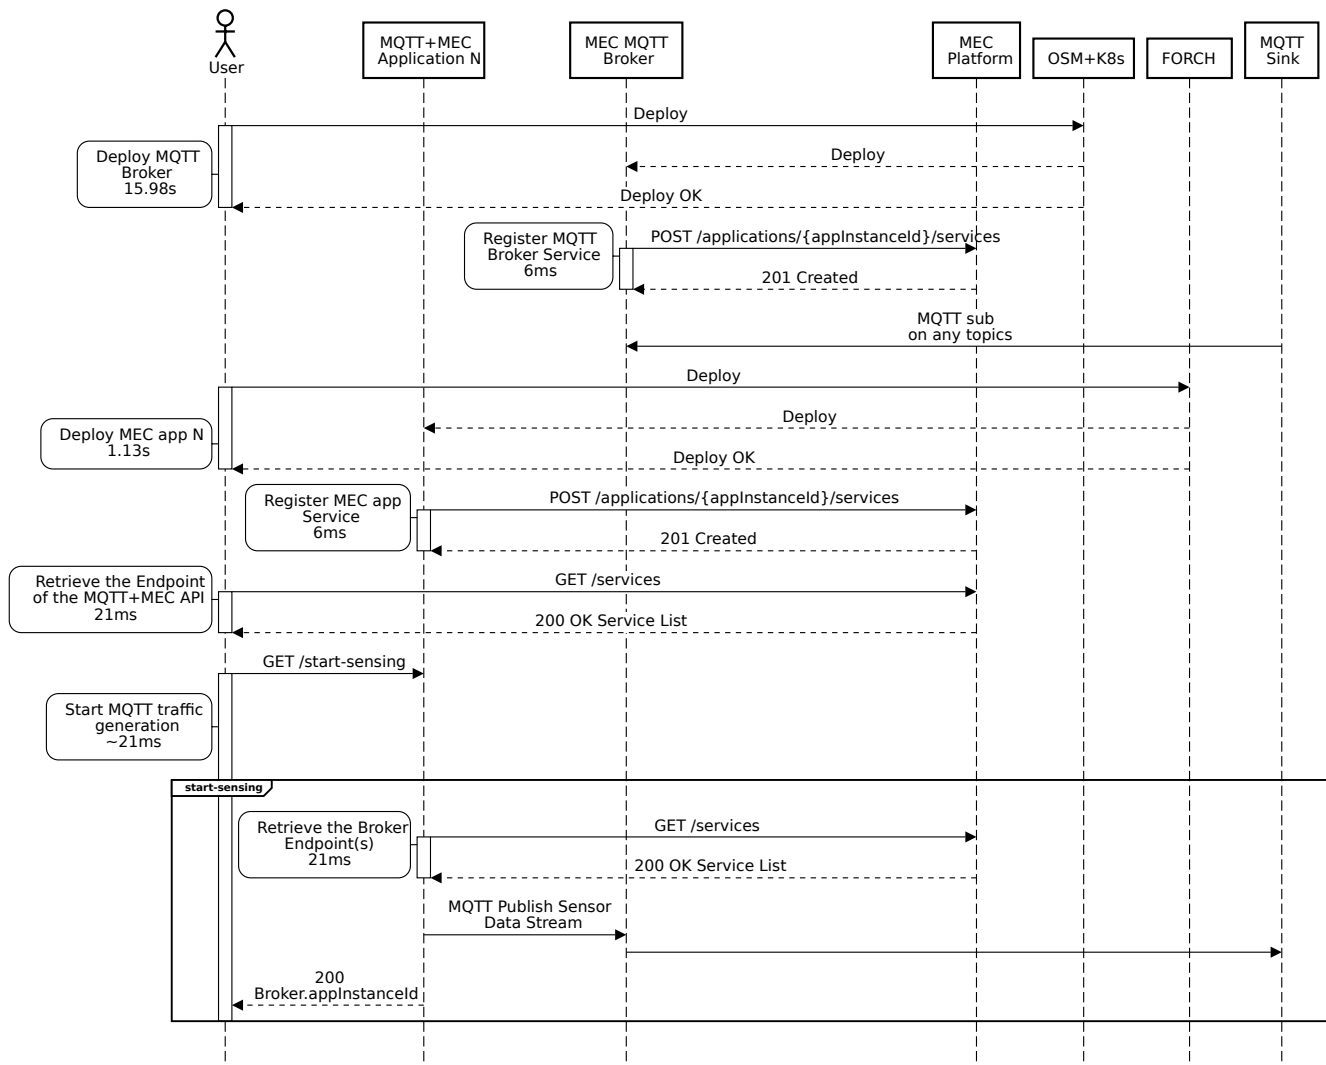 User
MQTT+MEC
Application N
MEC MQTT
Broker
MEC
Platform
OSM+K8s
FORCH
MQTT
Sink
Deploy
Deploy MQTT
Broker
15.98s
Deploy
Deploy OK
Register MQTT
Broker Service
6ms
POST /applications/{appInstanceId}/services
201 Created
MQTT sub
on any topics
Deploy
Deploy MEC app N
1.13s
Deploy
Deploy OK
Register MEC app
Service
6ms
POST /applications/{appInstanceId}/services
201 Created
Retrieve the Endpoint
of the MQTT+MEC API
21ms
GET /services
200 OK Service List
GET /start-sensing
Start MQTT traffic
generation
~21ms
start-sensing
Retrieve the Broker
Endpoint(s)
21ms
GET /services
200 OK Service List
MQTT Publish Sensor
Data Stream
200
Broker.appInstanceId